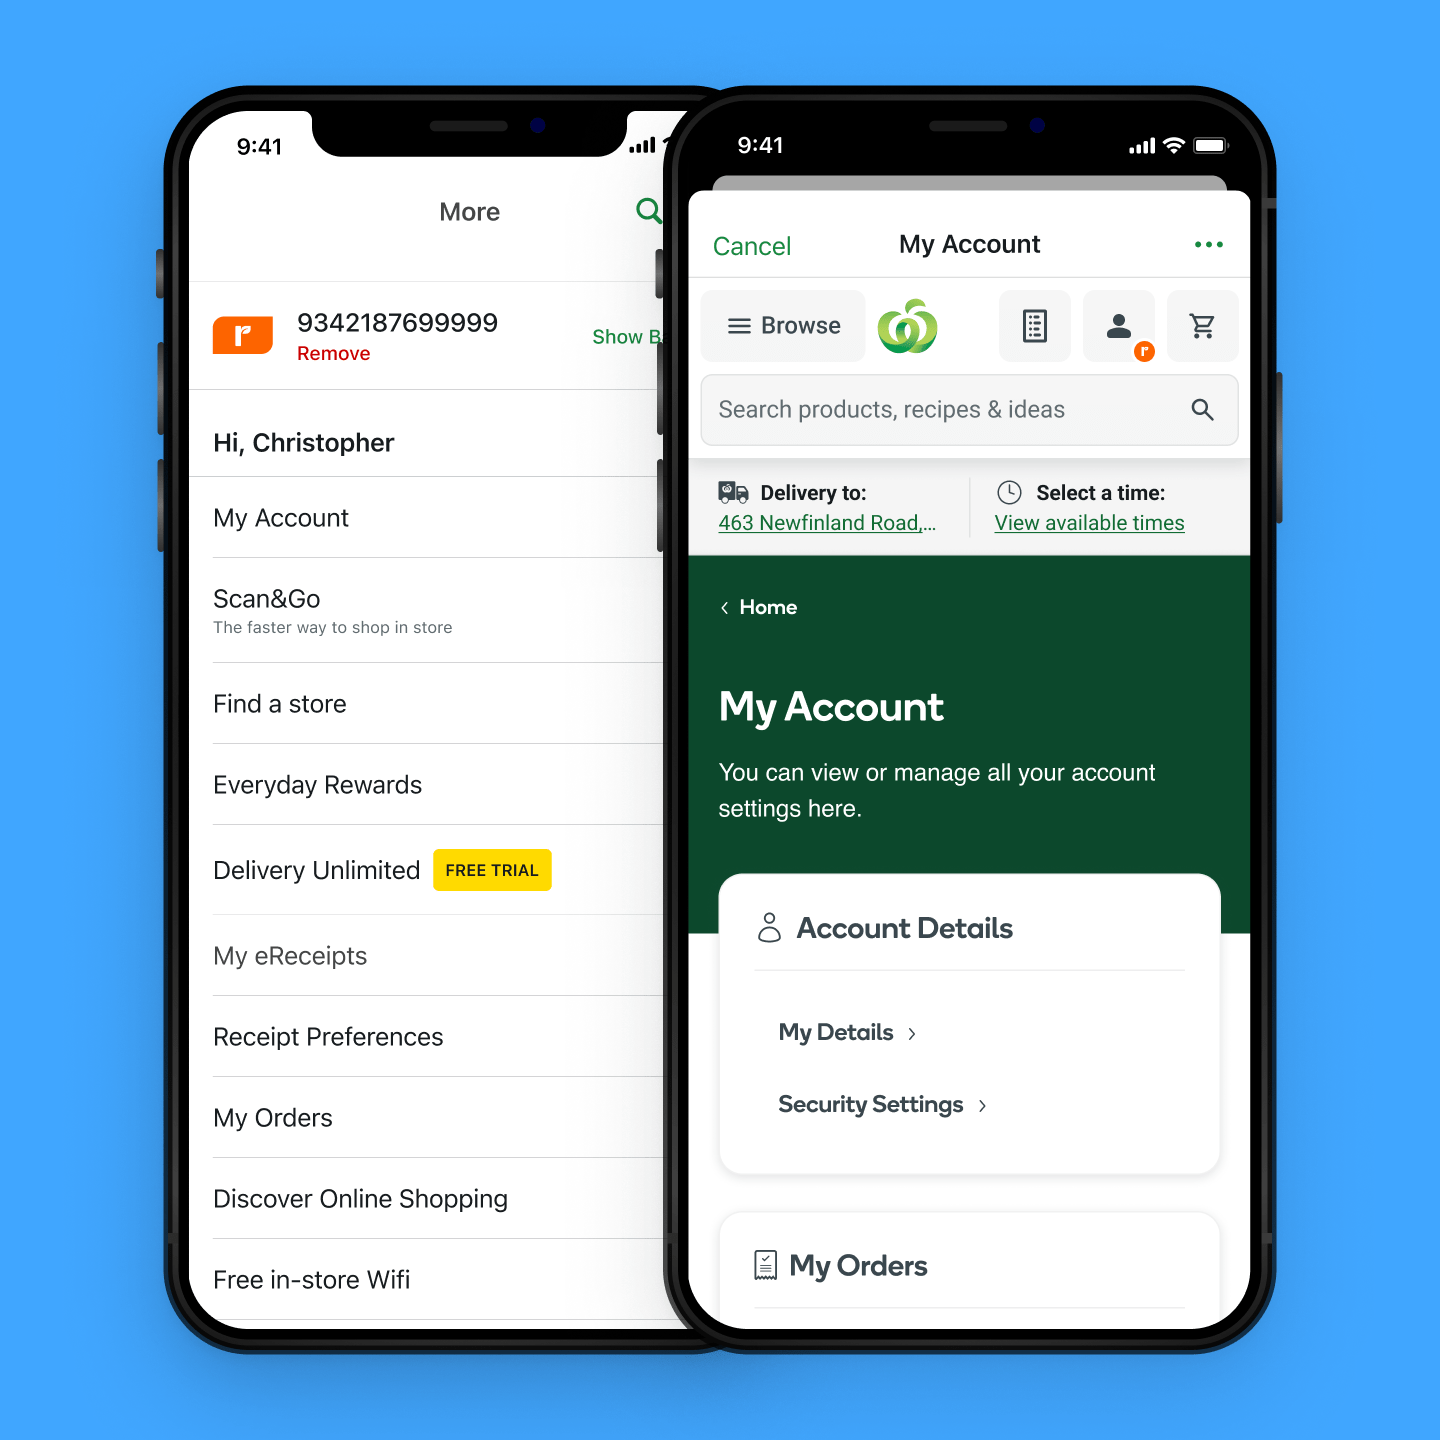 9:41
More
r
9342187699999
Remove
Show B
Hi, Christopher
My Account
Scan&Go
The faster way to shop in store
Find a store
Everyday Rewards
Delivery Unlimited FREE TRIAL
My eReceipts
Receipt Preferences
My Orders
Discover Online Shopping
Free in-store Wifi
9:41
Cancel
My Account
Browse
r
Search products, recipes & ideas
Delivery to:
463 Newfinland Road,...
Select a time:
View available times
Home
My Account
You can view or manage all your account
settings here.
Account Details
My Details
Security Settings
My Orders